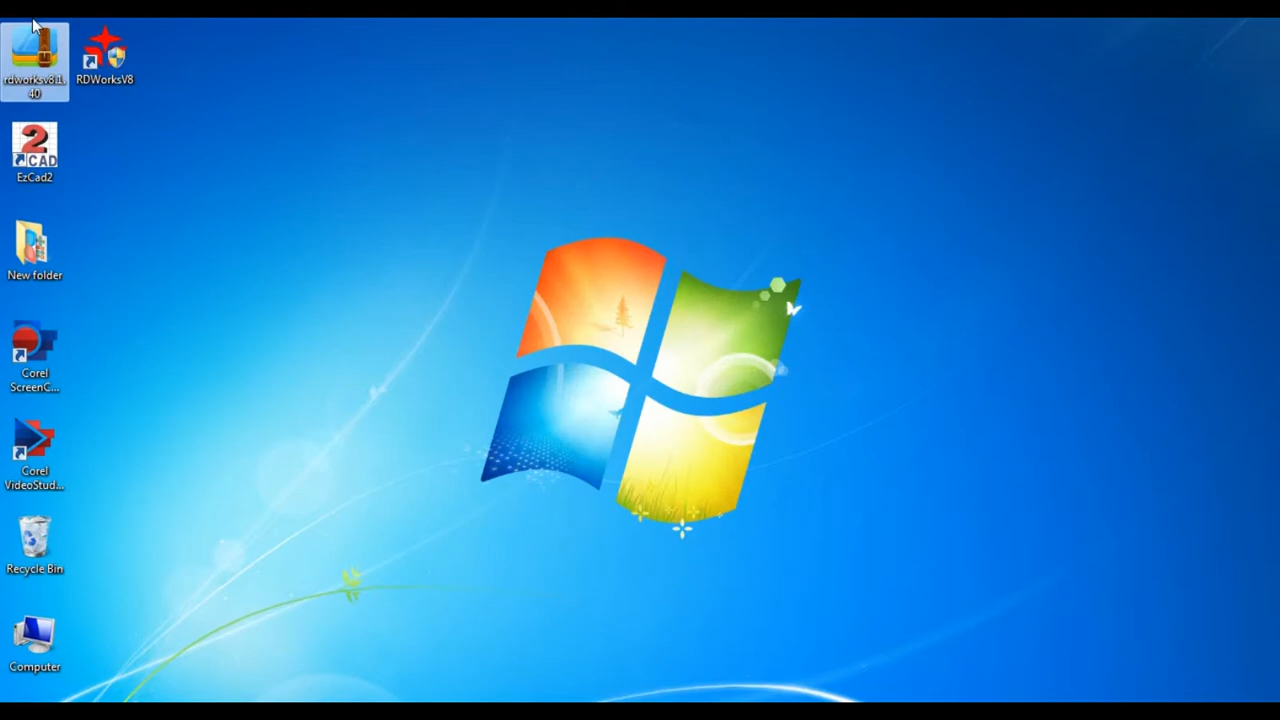 rdworksv8.1.
40
RDWorksV8
2
CAD
EzCad2
New folder
Corel
ScreenC...
Corel
VideoStud...
Recycle Bin
Computer